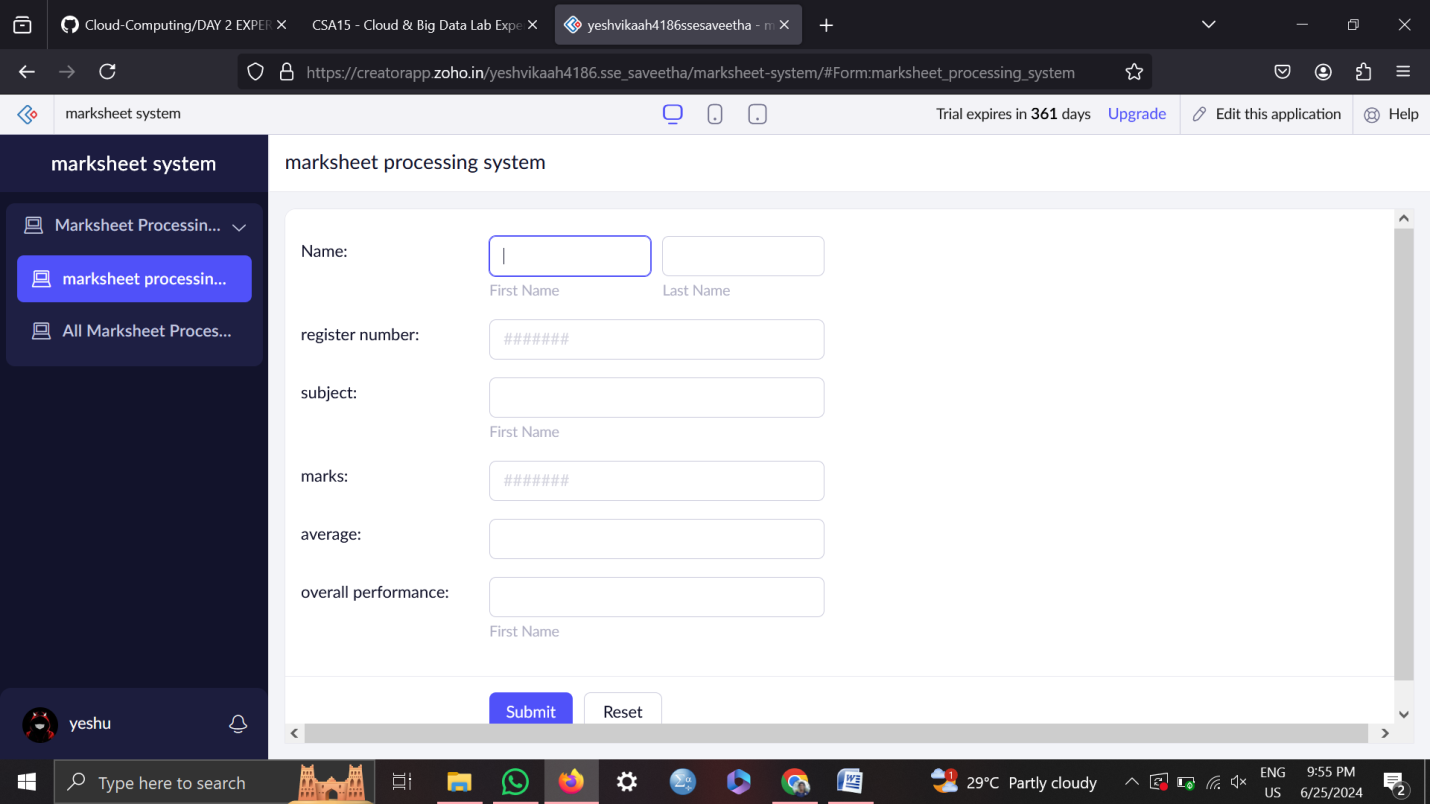 Cloud-Computing/DAY 2 EXPER
CSA15 - Cloud & Big Data Lab Expe
yeshvikaah4186ssesaveetha - m
https://creatorapp.zoho.in/yeshvikaah4186.sse_saveetha/marksheet-system/#Form:marksheet_processing_system
marksheet system
Trial expires in 361 days
Upgrade
Edit this application
Help
marksheet system
marksheet processing system
Marksheet Processin...
marksheet processin...
All Marksheet Proces...
Name:
First Name
Last Name
register number:
#######
subject:
First Name
marks:
#######
average:
overall performance:
First Name
Submit
Reset
yeshu
Type here to search
1
29°C Partly cloudy
ENG
US
9:55 PM
6/25/2024
2